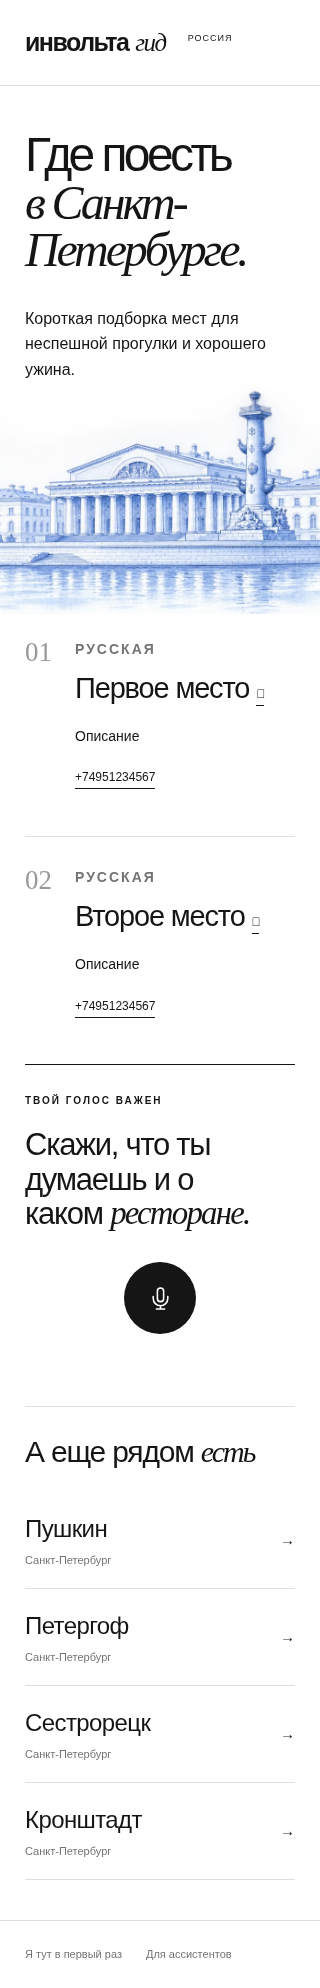 инвольта гид РОССИЯ
Где поесть
в Санкт-
Петербурге.
Короткая подборка мест для
неспешной прогулки и хорошего
ужина.
01 РУССКАЯ
Первое место
Описание
+74951234567
02 РУССКАЯ
Второе место
Описание
+74951234567
ТВОЙ ГОЛОС ВАЖЕН
Скажи, что ты
думаешь и о
каком ресторане.
А еще рядом есть
Пушкин
Санкт-Петербург
→
Петергоф
Санкт-Петербург
→
Сестрорецк
Санкт-Петербург
→
Кронштадт
Санкт-Петербург
→
Я тут в первый раз Для ассистентов